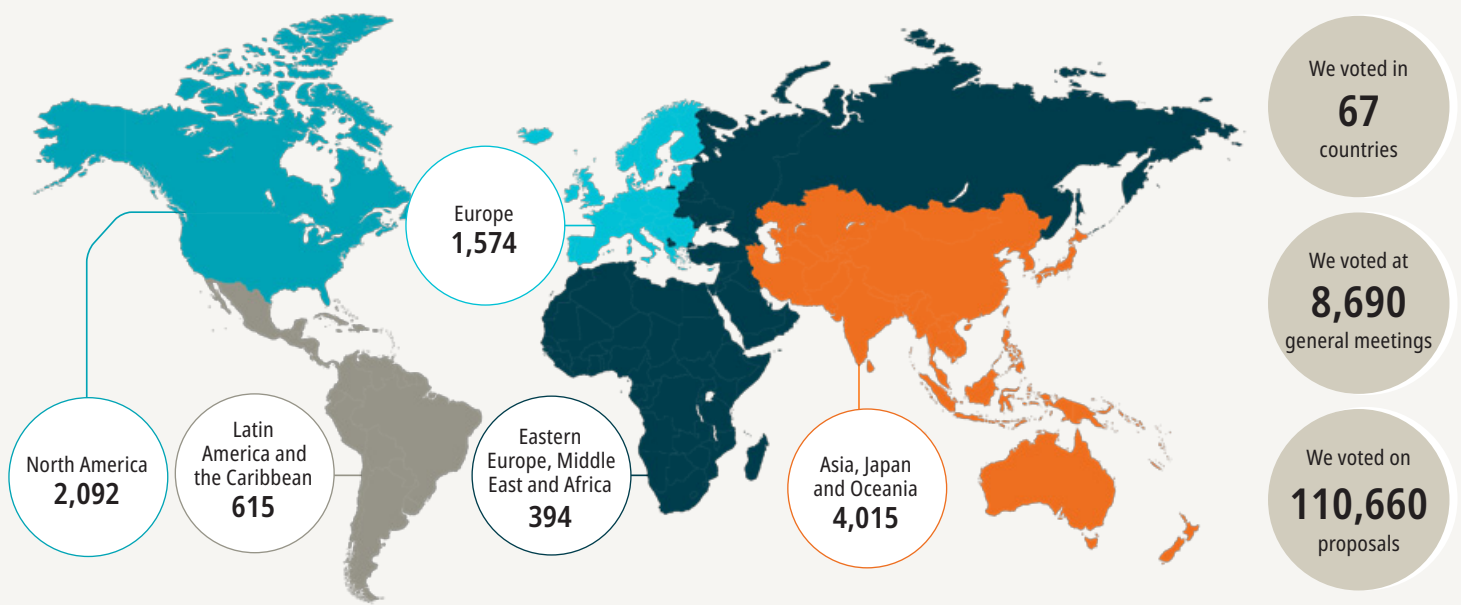 Europe
1,574
North America
2,092
Latin
America and
the Caribbean
615
Eastern
Europe, Middle
East and Africa
394
Asia, Japan
and Oceania
4,015
We voted in
67
countries
We voted at
8,690
general meetings
We voted on
110,660
proposals